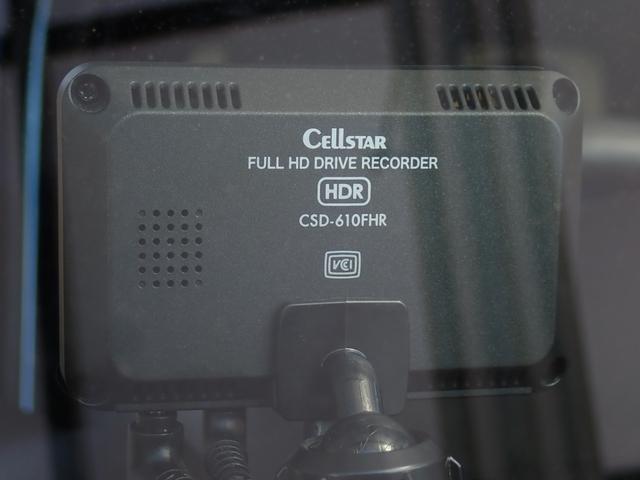 CELLSTAR
FULL HD DRIVE RECORDER
HDR
CSD-610FHR
VCCI